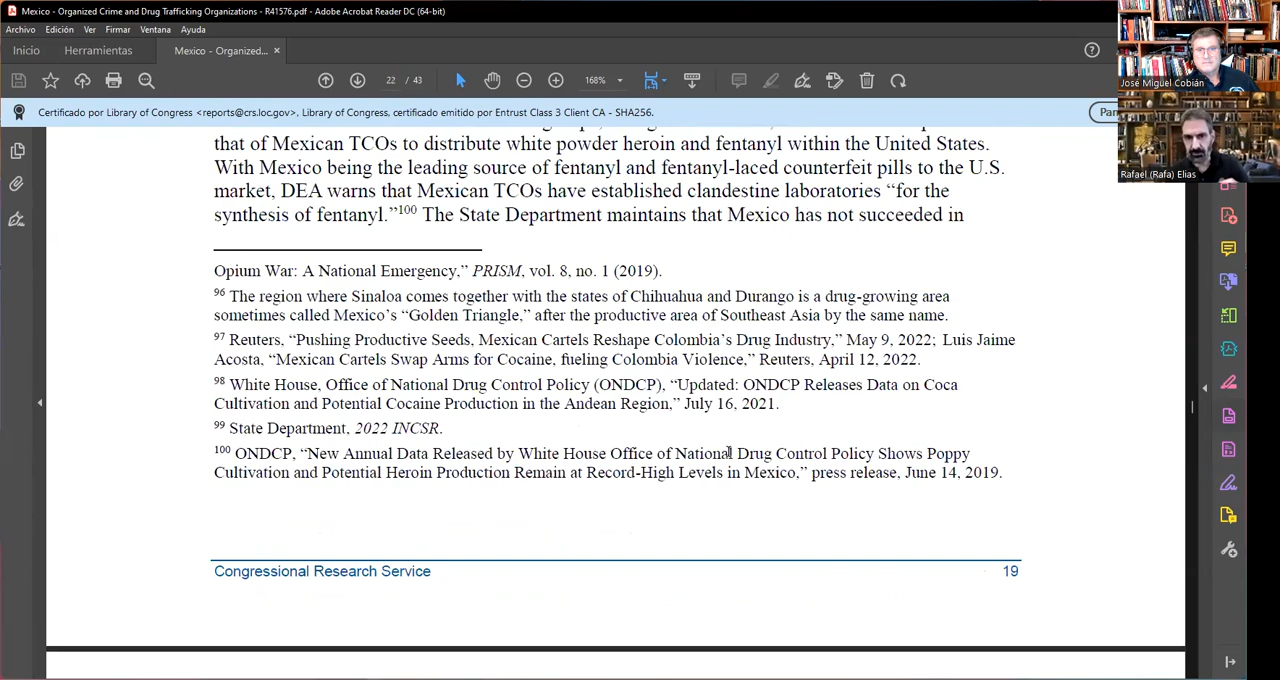 Mexico - Organized Crime and Drug Trafficking Organizations - R41576.pdf - Adobe Acrobat Reader DC (64-bit)
Archivo Edición Ver Firmar Ventana Ayuda
Inicio Herramientas Mexico - Organized... ×
22 / 43 168%
Certificado por Library of Congress <reports@crs.loc.gov>, Library of Congress, certificado emitido por Entrust Class 3 Client CA - SHA256.
Pan
José Miguel Cobián
Rafael (Rafa) Elias
that of Mexican TCOs to distribute white powder heroin and fentanyl within the United States.
With Mexico being the leading source of fentanyl and fentanyl-laced counterfeit pills to the U.S.
market, DEA warns that Mexican TCOs have established clandestine laboratories “for the
synthesis of fentanyl.”100 The State Department maintains that Mexico has not succeeded in
Opium War: A National Emergency,” PRISM, vol. 8, no. 1 (2019).
96 The region where Sinaloa comes together with the states of Chihuahua and Durango is a drug-growing area
sometimes called Mexico’s “Golden Triangle,” after the productive area of Southeast Asia by the same name.
97 Reuters, “Pushing Productive Seeds, Mexican Cartels Reshape Colombia’s Drug Industry,” May 9, 2022; Luis Jaime
Acosta, “Mexican Cartels Swap Arms for Cocaine, fueling Colombia Violence,” Reuters, April 12, 2022.
98 White House, Office of National Drug Control Policy (ONDCP), “Updated: ONDCP Releases Data on Coca
Cultivation and Potential Cocaine Production in the Andean Region,” July 16, 2021.
99 State Department, 2022 INCSR.
100 ONDCP, “New Annual Data Released by White House Office of National Drug Control Policy Shows Poppy
Cultivation and Potential Heroin Production Remain at Record-High Levels in Mexico,” press release, June 14, 2019.
Congressional Research Service 19